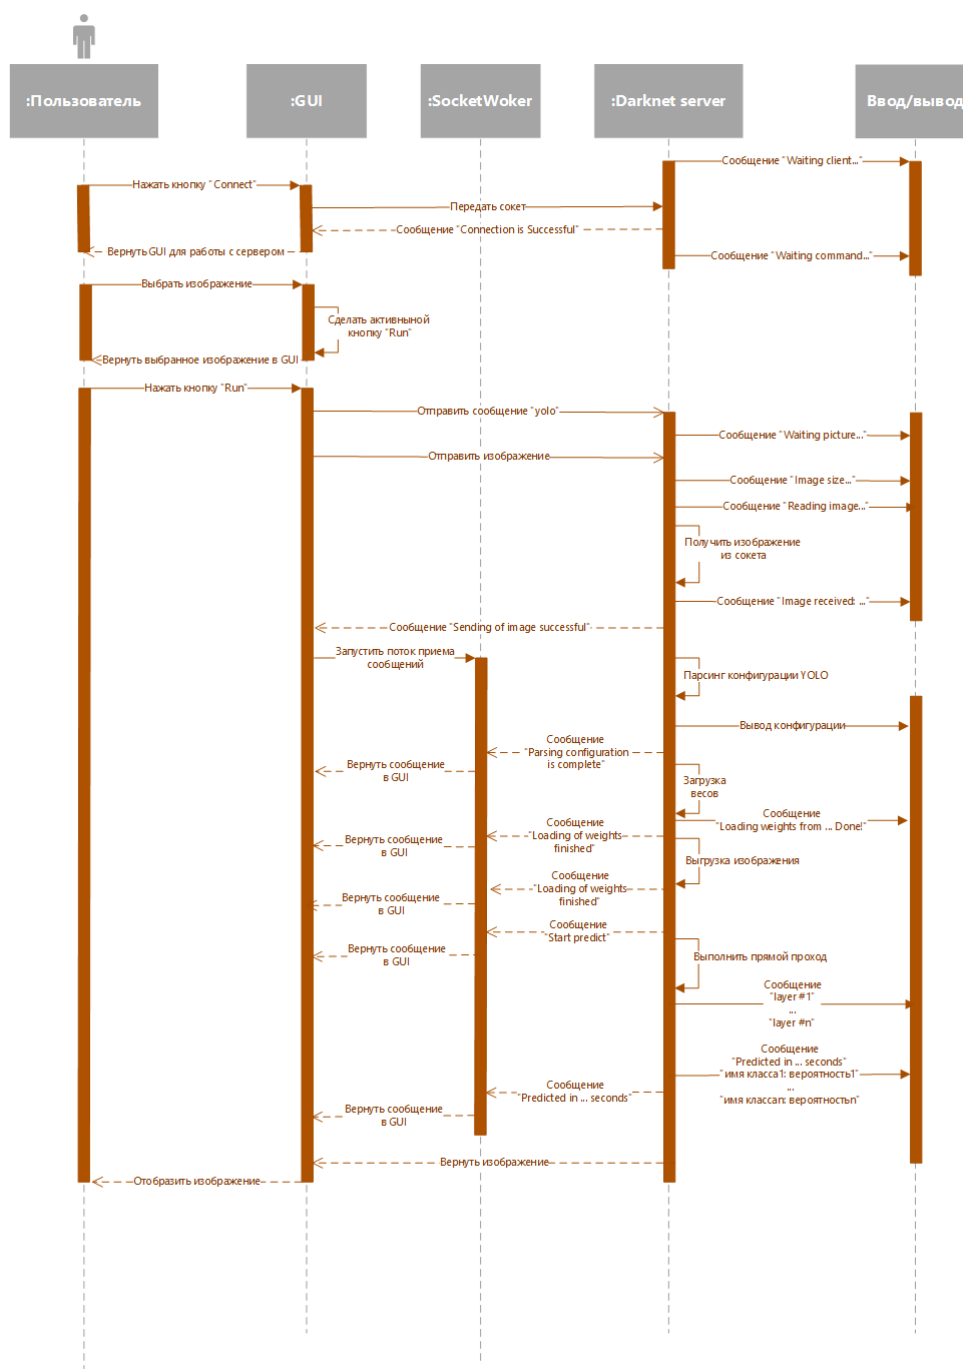 :Пользователь
:GUI
:SocketWoker
:Darknet server
Ввод/вывод
Сообщение "Waiting client..."
Нажать кнопку "Connect"
Передать сокет
Сообщение "Connection is Successful"
Вернуть GUI для работы с сервером
Сообщение "Waiting command..."
Выбрать изображение
Сделать активныной
кнопку "Run"
Вернуть выбранное изображение в GUI
Нажать кнопку "Run"
Отправить сообщение "yolo"
Сообщение "Waiting picture..."
Отправить изображение
Сообщение "Image size..."
Сообщение "Reading image..."
Получить изображение
из сокета
Сообщение "Image received: ..."
Сообщение "Sending of image successful"
Запустить поток приема
сообщений
Парсинг конфигурации YOLO
Вывод конфигурации
Сообщение
"Parsing configuration
is complete"
Вернуть сообщение
в GUI
Загрузка
весов
Сообщение
"Loading weights from ... Done!"
Сообщение
"Loading of weights
finished"
Вернуть сообщение
в GUI
Выгрузка изображения
Сообщение
"Loading of weights
finished"
Вернуть сообщение
в GUI
Сообщение
"Start predict"
Вернуть сообщение
в GUI
Выполнить прямой проход
Сообщение
"layer #1
...
"layer #n"
Сообщение
"Predicted in ... seconds"
"имя класса1: вероятность1"
...
"имя классаn: вероятностьn"
Сообщение
"Predicted in ... seconds"
Вернуть сообщение
в GUI
Вернуть изображение
Отобразить изображение